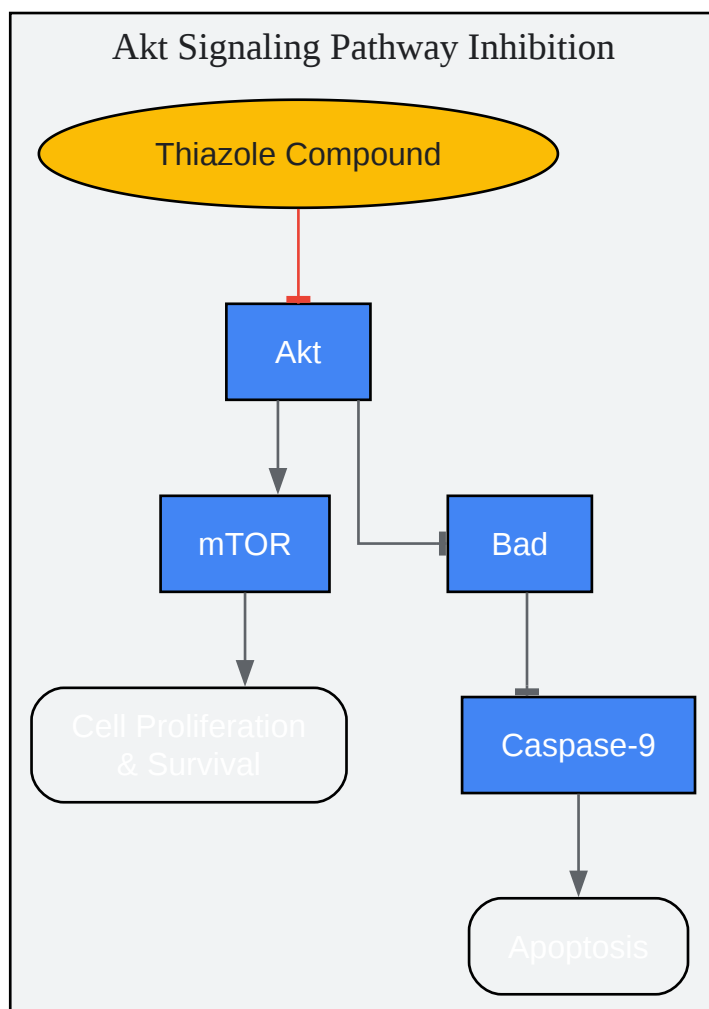 Akt Signaling Pathway Inhibition
Thiazole Compound
Akt
mTOR
Bad
Cell Proliferation
& Survival
Caspase-9
Apoptosis